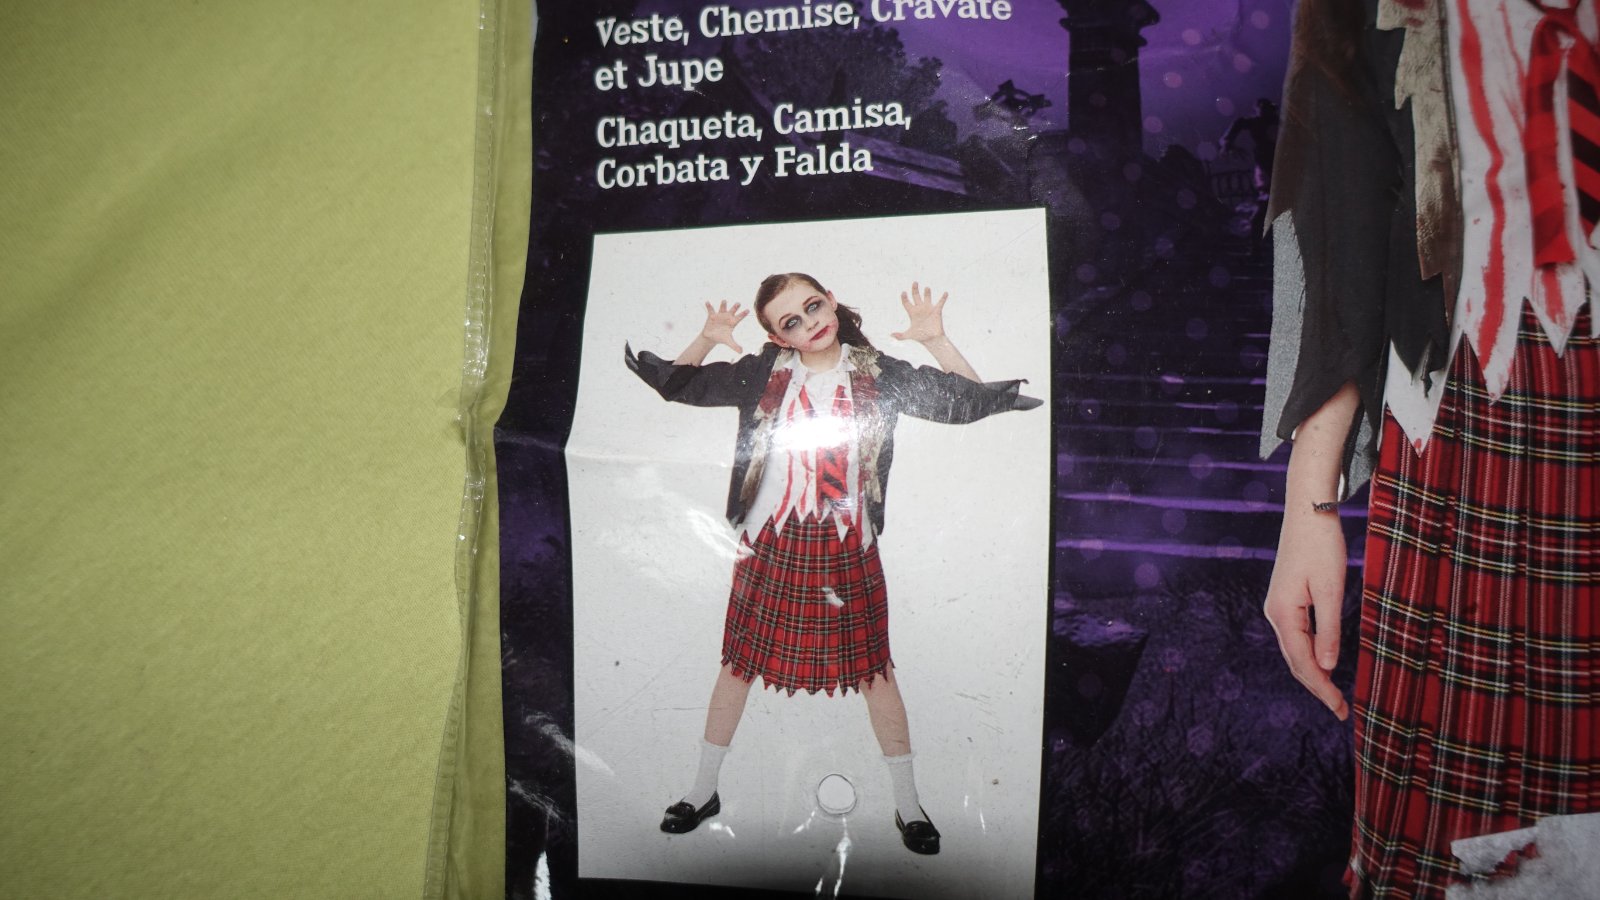 Veste, Chemise, Cravate
et Jupe
Chaqueta, Camisa,
Corbata y Falda